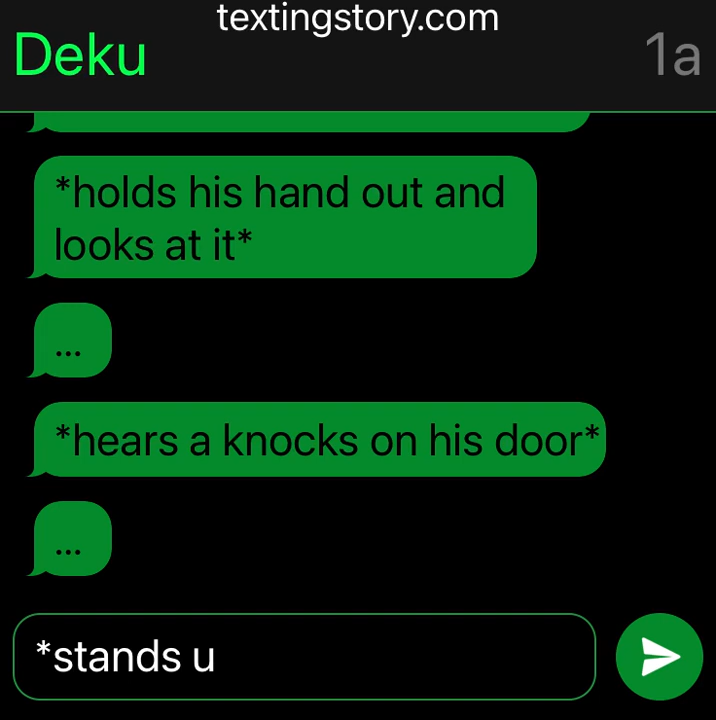 textingstory.com
Deku 1a
*holds his hand out and
looks at it*
...
*hears a knocks on his door*
...
*stands u